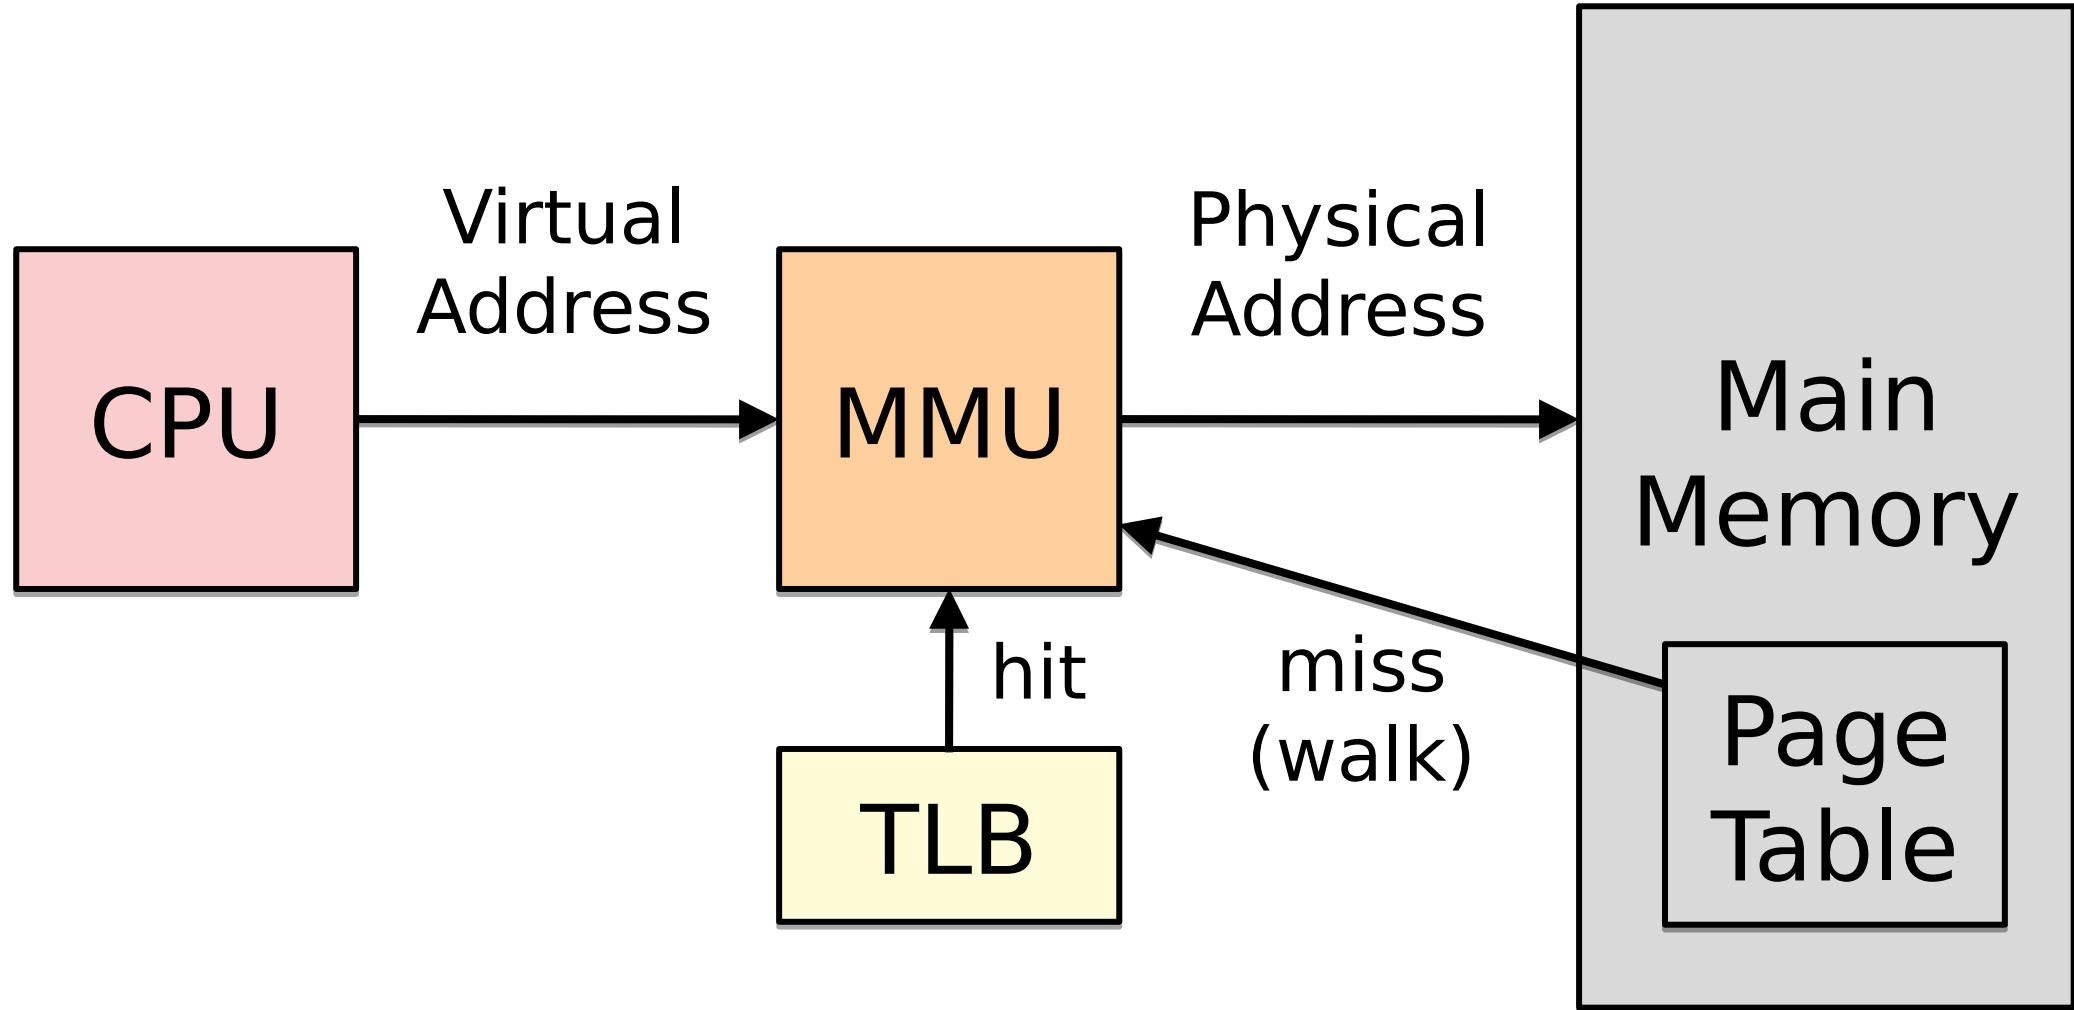 CPU
Virtual
Address
MMU
Physical
Address
Main
Memory
hit
miss
(walk)
TLB
Page
Table